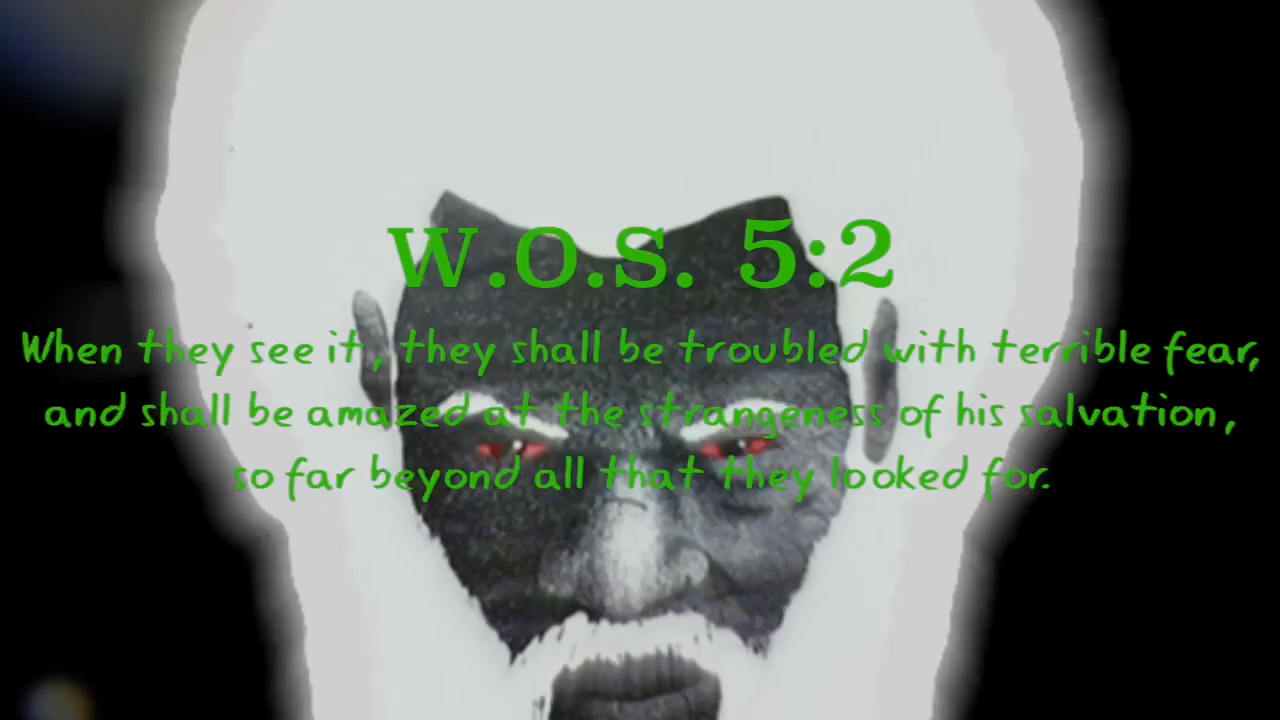 W.O.S. 5:2
When they see it, they shall be troubled with terrible fear,
and shall be amazed at the strangeness of his salvation,
so far beyond all that they looked for.